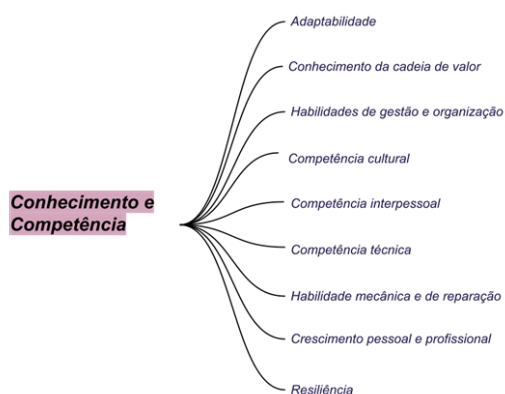 Adaptabilidade
Conhecimento da cadeia de valor
Habilidades de gestão e organização
Competência cultural
Conhecimento e
Competência
Competência interpessoal
Competência técnica
Habilidade mecânica e de reparação
Crescimento pessoal e profissional
Resiliência